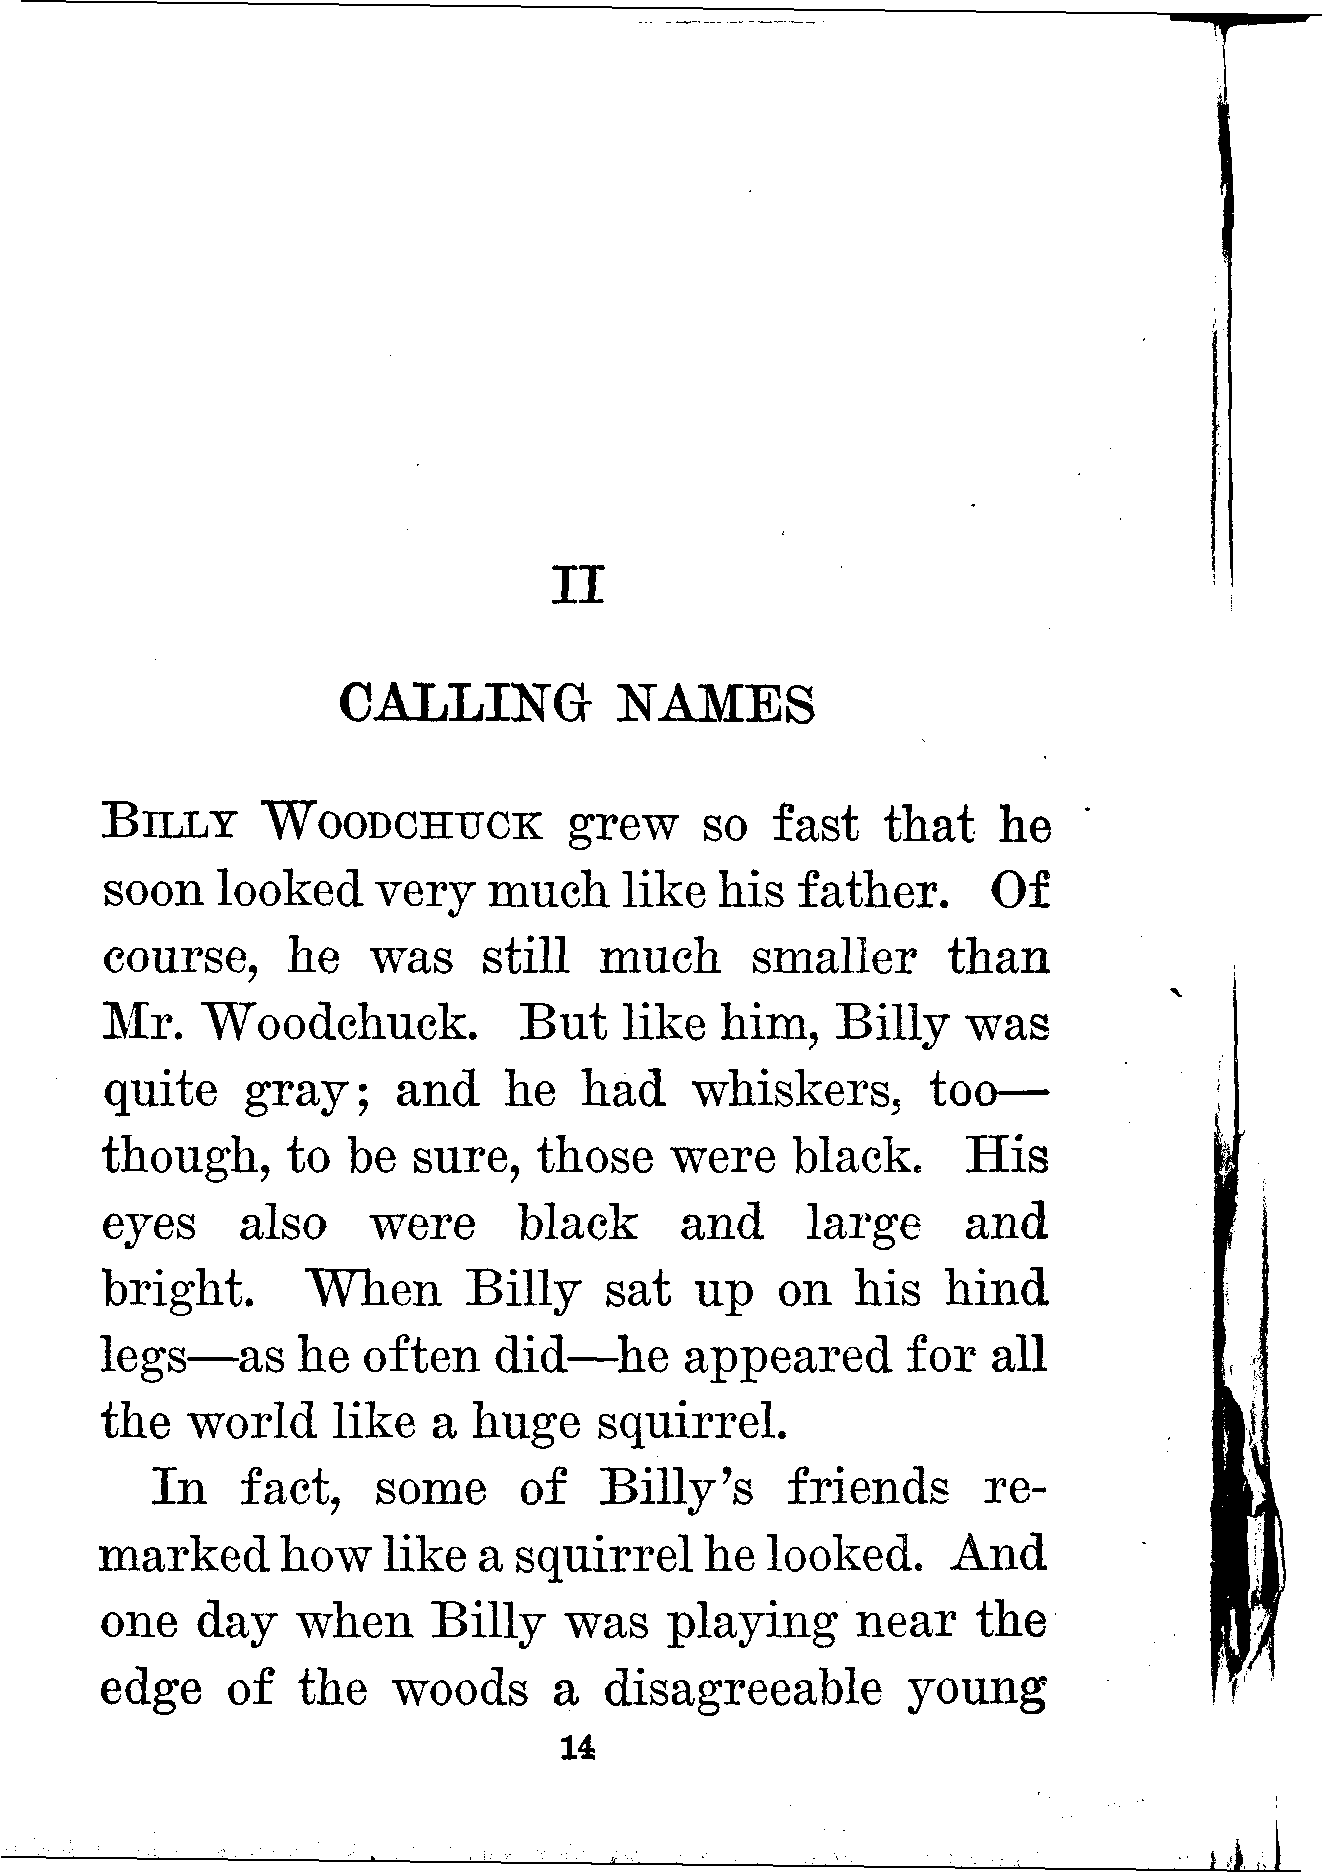 II
CALLING NAMES
BILLY WOODCHUCK grew so fast that he
soon looked very much like his father. Of
course, he was still much smaller than
Mr. Woodchuck. But like him, Billy was
quite gray; and he had whiskers, too—
though, to be sure, those were black. His
eyes also were black and large and
bright. When Billy sat up on his hind
legs—as he often did—he appeared for all
the world like a huge squirrel.
In fact, some of Billy's friends re-
marked how like a squirrel he looked. And
one day when Billy was playing near the
edge of the woods a disagreeable young
14